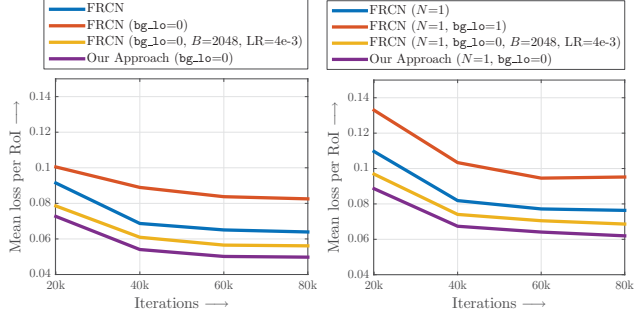 FRCN
FRCN (bg_lo=0)
FRCN (bg_lo=0, B=2048, LR=4e-3)
Our Approach (bg_lo=0)
0.14
0.12
0.1
0.08
0.06
0.04
Mean loss per RoI ⟶
20k 40k 60k 80k
Iterations ⟶
FRCN (N=1)
FRCN (N=1, bg_lo=1)
FRCN (N=1, bg_lo=0, B=2048, LR=4e-3)
Our Approach (N=1, bg_lo=0)
0.14
0.12
0.1
0.08
0.06
0.04
Mean loss per RoI ⟶
20k 40k 60k 80k
Iterations ⟶